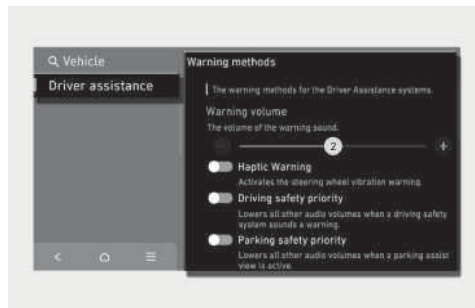 Vehicle
Driver assistance
Warning methods
The warning methods for the Driver Assistance systems.
Warning volume
The volume of the warning sound.
2
Haptic Warning
Activates the steering wheel vibration warning.
Driving safety priority
Lowers all other audio volumes when a driving safety
system sounds a warning.
Parking safety priority
Lowers all other audio volumes when a parking assist
view is active.